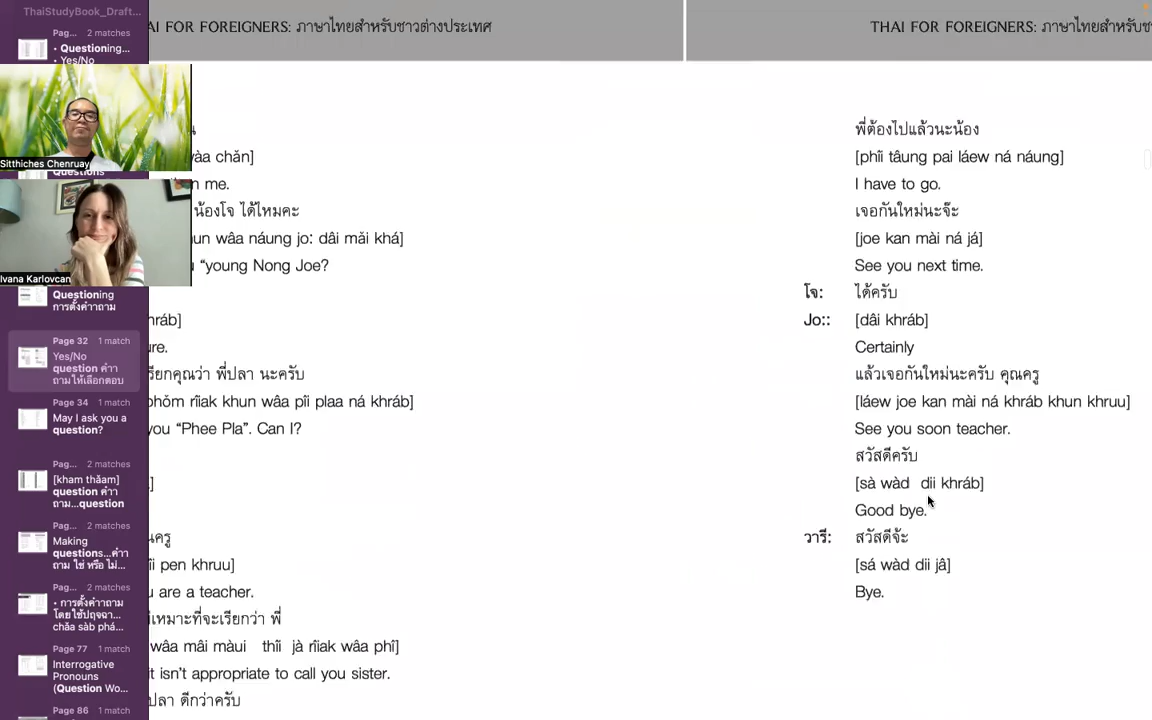 ThaiStudyBook_Draft...
Pag... 2 matches
• Questioning...
• Yes/No
Sitthiches Chenruay
Questions
Ivana Karlovcan
Questioning
การตั้งคำาถาม
Page 32 1 match
Yes/No
question คำา
ถามให้เลือกตอบ
Page 34 1 match
May I ask you a
question?
Pag... 2 matches
[kham thăam]
question คำา
ถาม...question
Pag... 2 matches
Making
questions...คำา
ถาม ใช่ หรือ ไม่...
Pag... 2 matches
• การตั้งคำาถาม
โดยใช้ปฤจฉา...
chăa sàb phá...
Page 77 1 match
Interrogative
Pronouns
(Question Wo...
Page 86 1 match
AI FOR FOREIGNERS: ภาษาไทยสำหรับชาวต่างประเทศ
yàa chăn]
n me.
น้องโจ ได้ไหมคะ
hun wâa náung jo: dâi măi khá]
“young Nong Joe?
hráb]
ure.
รียกคุณว่า พี่ปลา นะครับ
phŏm rîiak khun wâa pîi plaa ná khráb]
you “Phee Pla”. Can I?
ณครู
îi pen khruu]
u are a teacher.
เหมาะที่จะเรียกว่า พี่
wâa mâi màui thîi jà rîiak wâa phî]
it isn’t appropriate to call you sister.
ปลา ดีกว่าครับ
THAI FOR FOREIGNERS: ภาษาไทยสำหรับช
พี่ต้องไปแล้วนะน้อง
[phîi tâung pai láew ná náung]
I have to go.
เจอกันใหม่นะจ๊ะ
[joe kan mài ná já]
See you next time.
โจ: ได้ครับ
Jo:: [dâi khráb]
Certainly
แล้วเจอกันใหม่นะครับ คุณครู
[láew joe kan mài ná khráb khun khruu]
See you soon teacher.
สวัสดีครับ
[sà wàd dii khráb]
Good bye.
วารี: สวัสดีจ้ะ
[sá wàd dii jâ]
Bye.